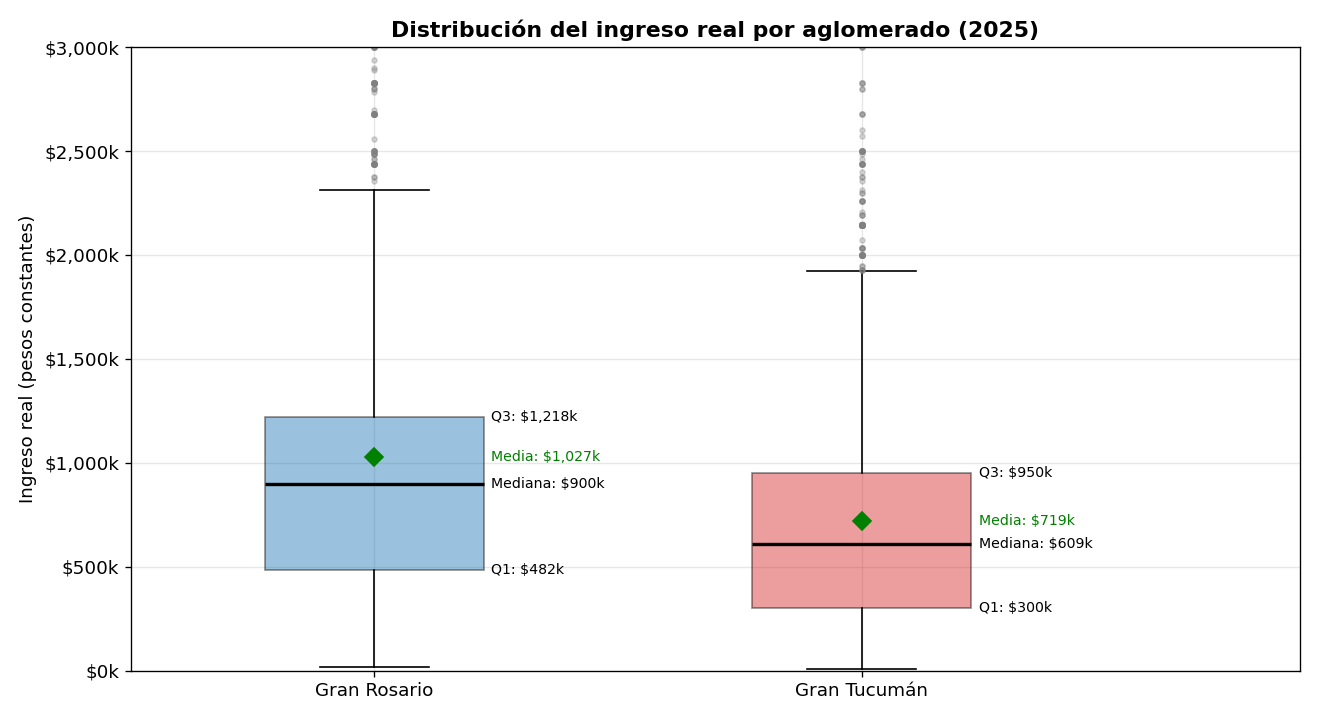 Distribución del ingreso real por aglomerado (2025)
Ingreso real (pesos constantes)
$3,000k
$2,500k
$2,000k
$1,500k
$1,000k
$500k
$0k
Q3: $1,218k
Media: $1,027k
Mediana: $900k
Q1: $482k
Q3: $950k
Media: $719k
Mediana: $609k
Q1: $300k
Gran Rosario
Gran Tucumán